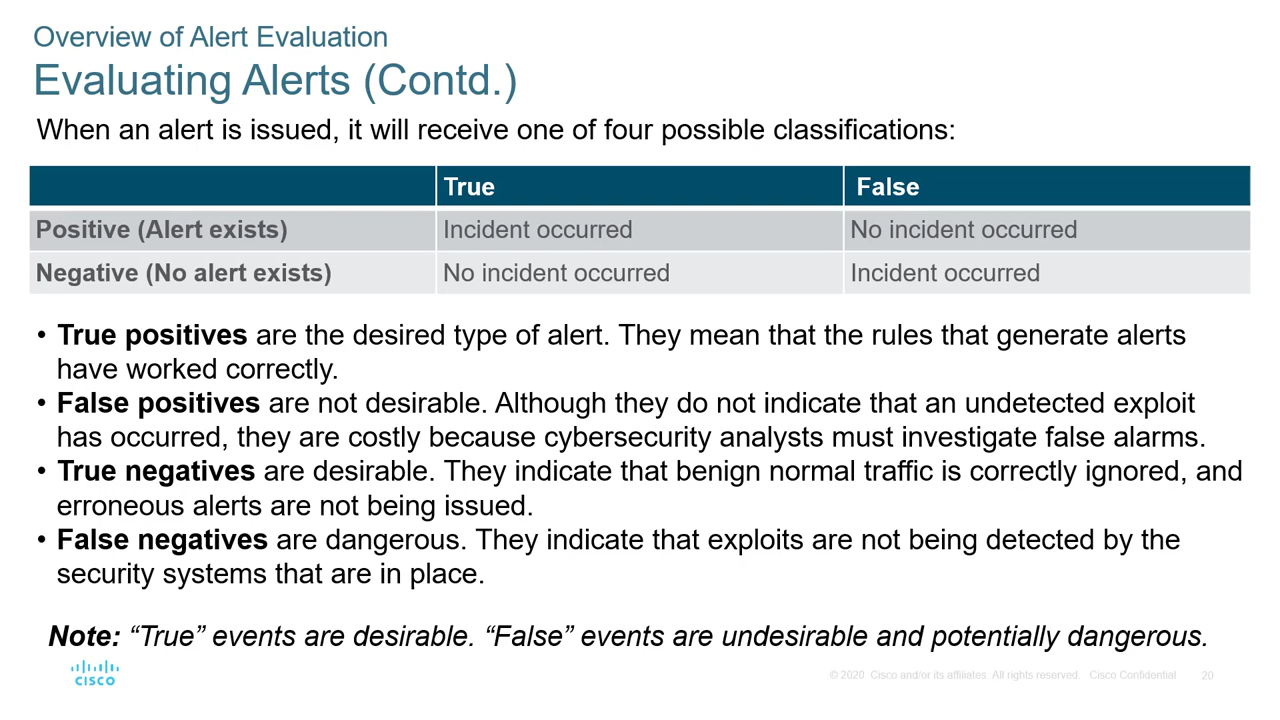 Overview of Alert Evaluation
Evaluating Alerts (Contd.)
When an alert is issued, it will receive one of four possible classifications:
True False
Positive (Alert exists) Incident occurred No incident occurred
Negative (No alert exists) No incident occurred Incident occurred
• True positives are the desired type of alert. They mean that the rules that generate alerts
have worked correctly.
• False positives are not desirable. Although they do not indicate that an undetected exploit
has occurred, they are costly because cybersecurity analysts must investigate false alarms.
• True negatives are desirable. They indicate that benign normal traffic is correctly ignored, and
erroneous alerts are not being issued.
• False negatives are dangerous. They indicate that exploits are not being detected by the
security systems that are in place.
Note: “True” events are desirable. “False” events are undesirable and potentially dangerous.
CISCO
© 2020 Cisco and/or its affiliates. All rights reserved. Cisco Confidential 20